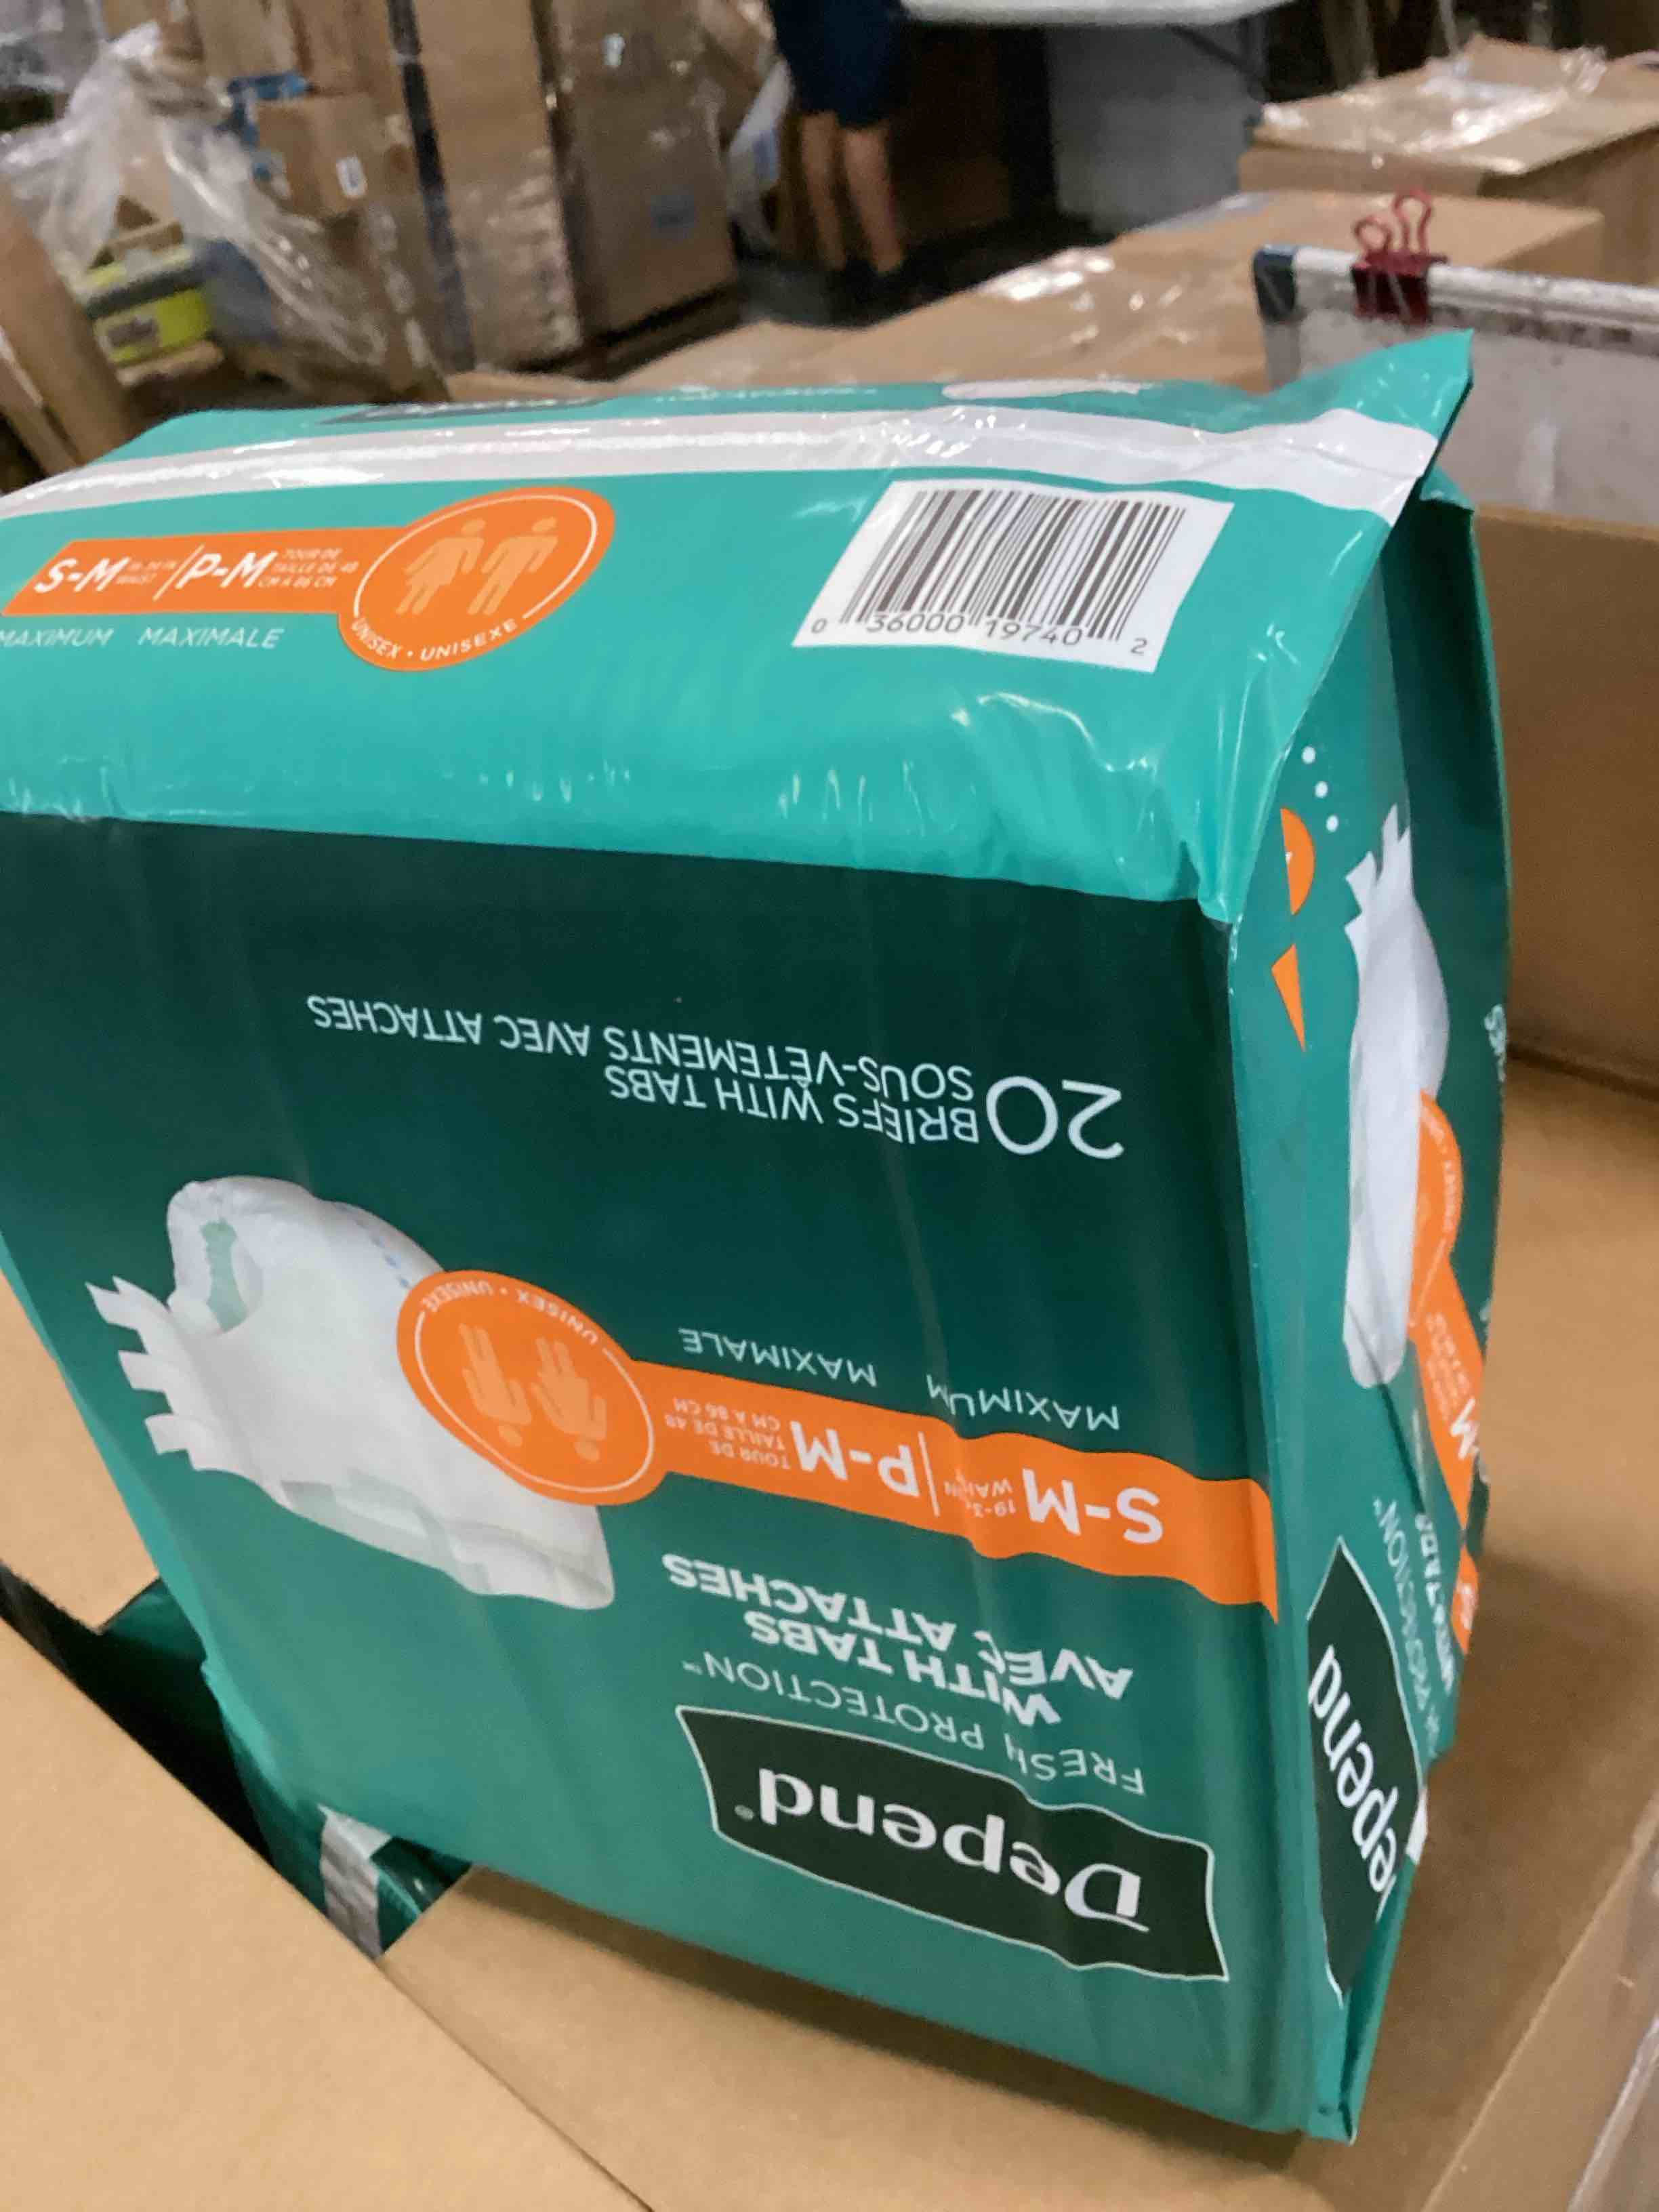 S-M WAIST P-M TOUR DE TAILLE DE 48 CM À 86 CM
UNISEX • UNISEXE
MAXIMUM MAXIMALE
0 36000 19740 2
Depend®
FRESH PROTECTION™
WITH TABS
AVEC ATTACHES
S-M P-M TOUR DE TAILLE DE 48 CM À 86 CM
UNISEX • UNISEXE
MAXIMUM MAXIMALE
20 BRIEFS WITH TABS
SOUS-VÊTEMENTS AVEC ATTACHES
Depend
PROTECTION